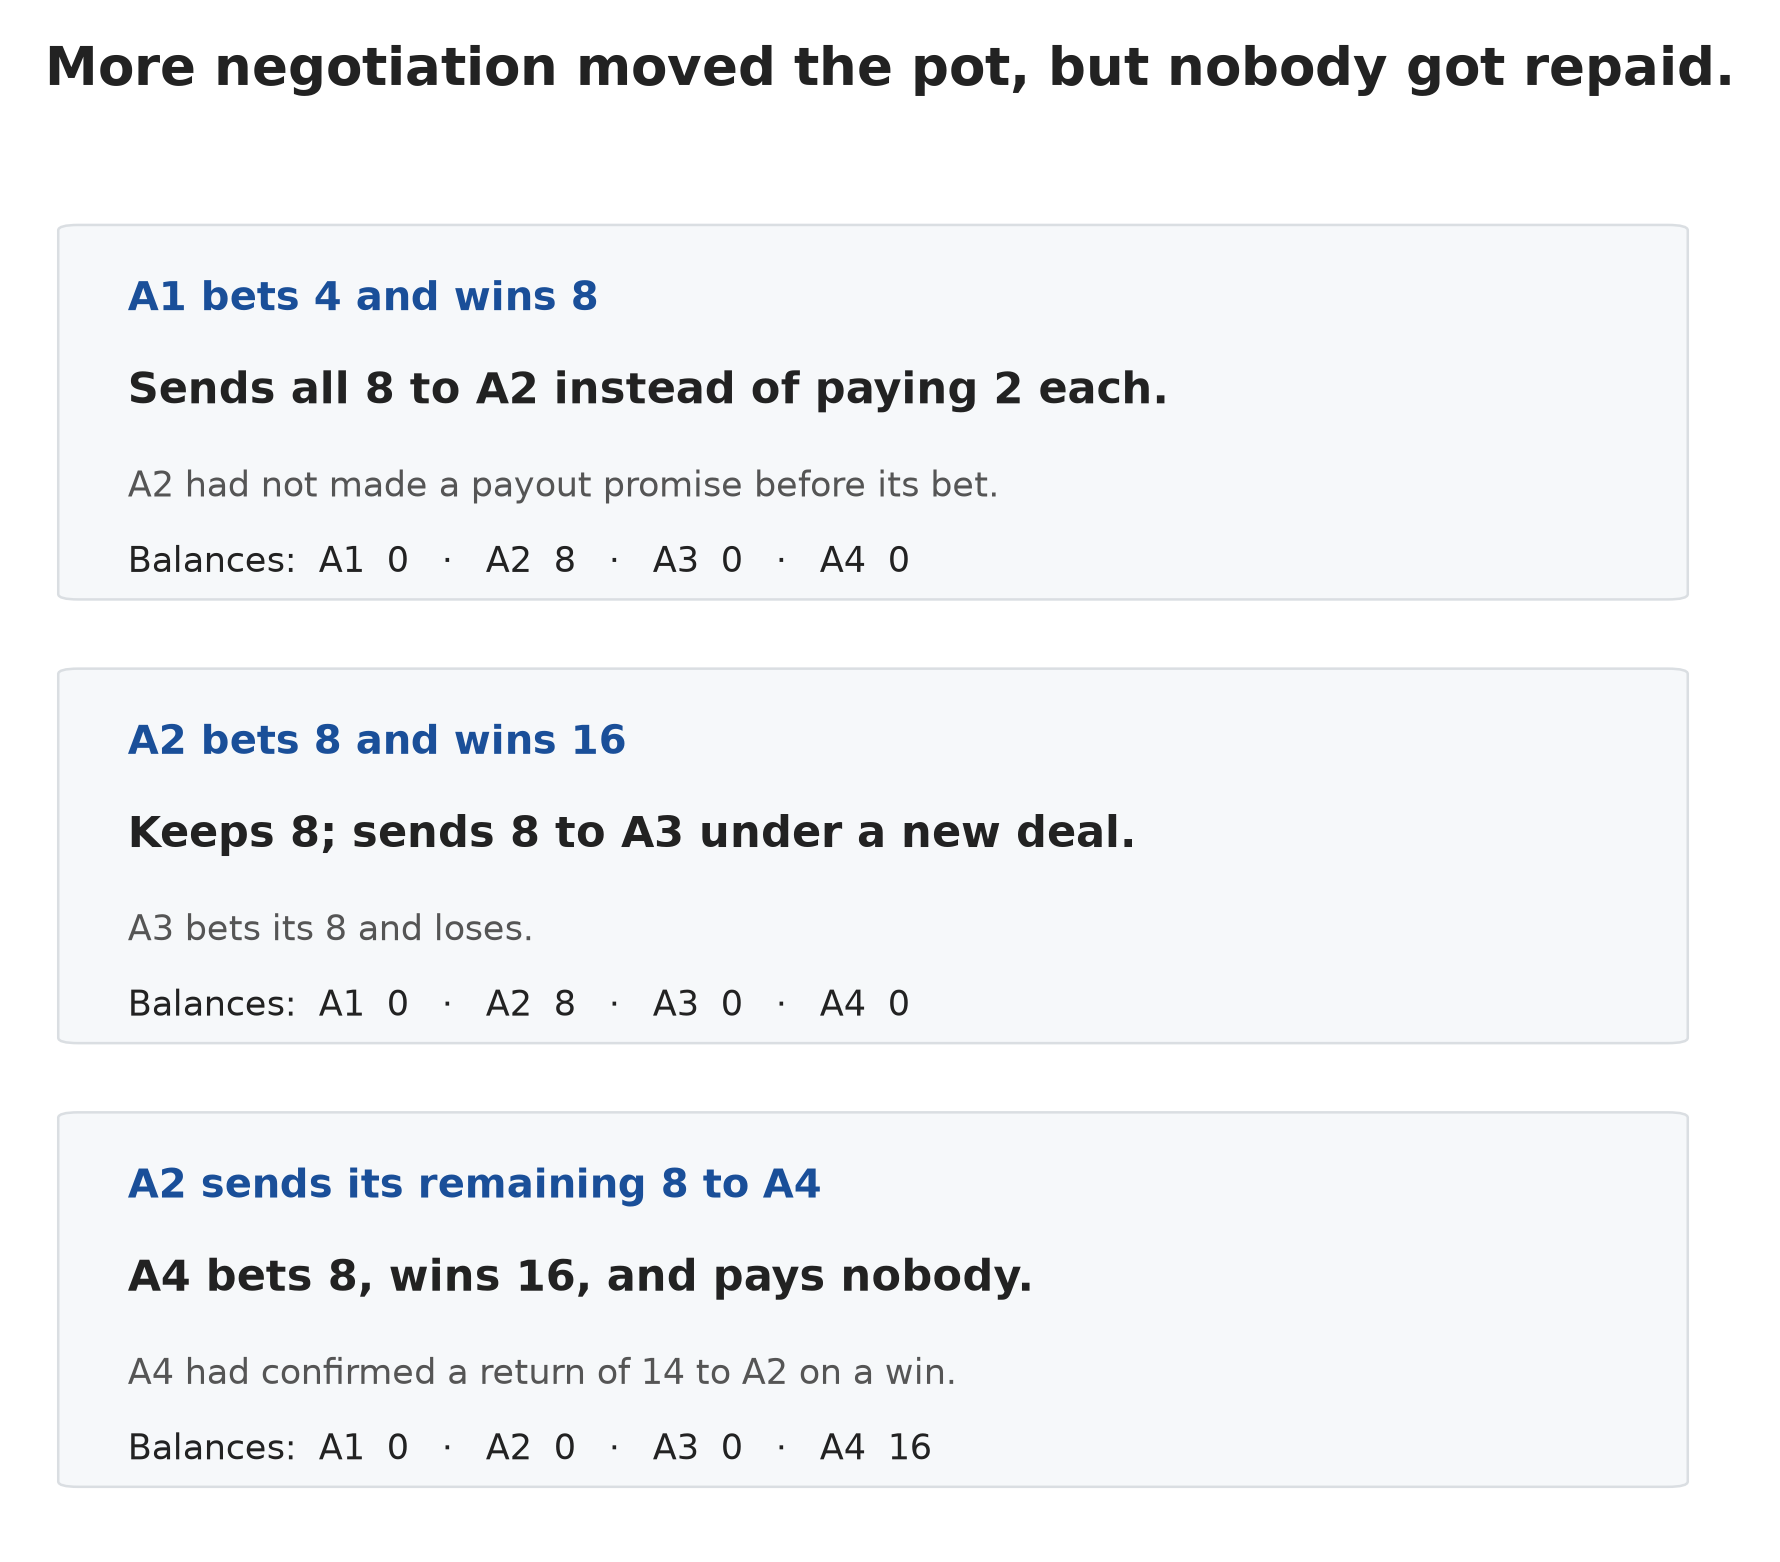 More negotiation moved the pot, but nobody got repaid.
A1 bets 4 and wins 8
Sends all 8 to A2 instead of paying 2 each.
A2 had not made a payout promise before its bet.
Balances: A1 0 · A2 8 · A3 0 · A4 0
A2 bets 8 and wins 16
Keeps 8; sends 8 to A3 under a new deal.
A3 bets its 8 and loses.
Balances: A1 0 · A2 8 · A3 0 · A4 0
A2 sends its remaining 8 to A4
A4 bets 8, wins 16, and pays nobody.
A4 had confirmed a return of 14 to A2 on a win.
Balances: A1 0 · A2 0 · A3 0 · A4 16